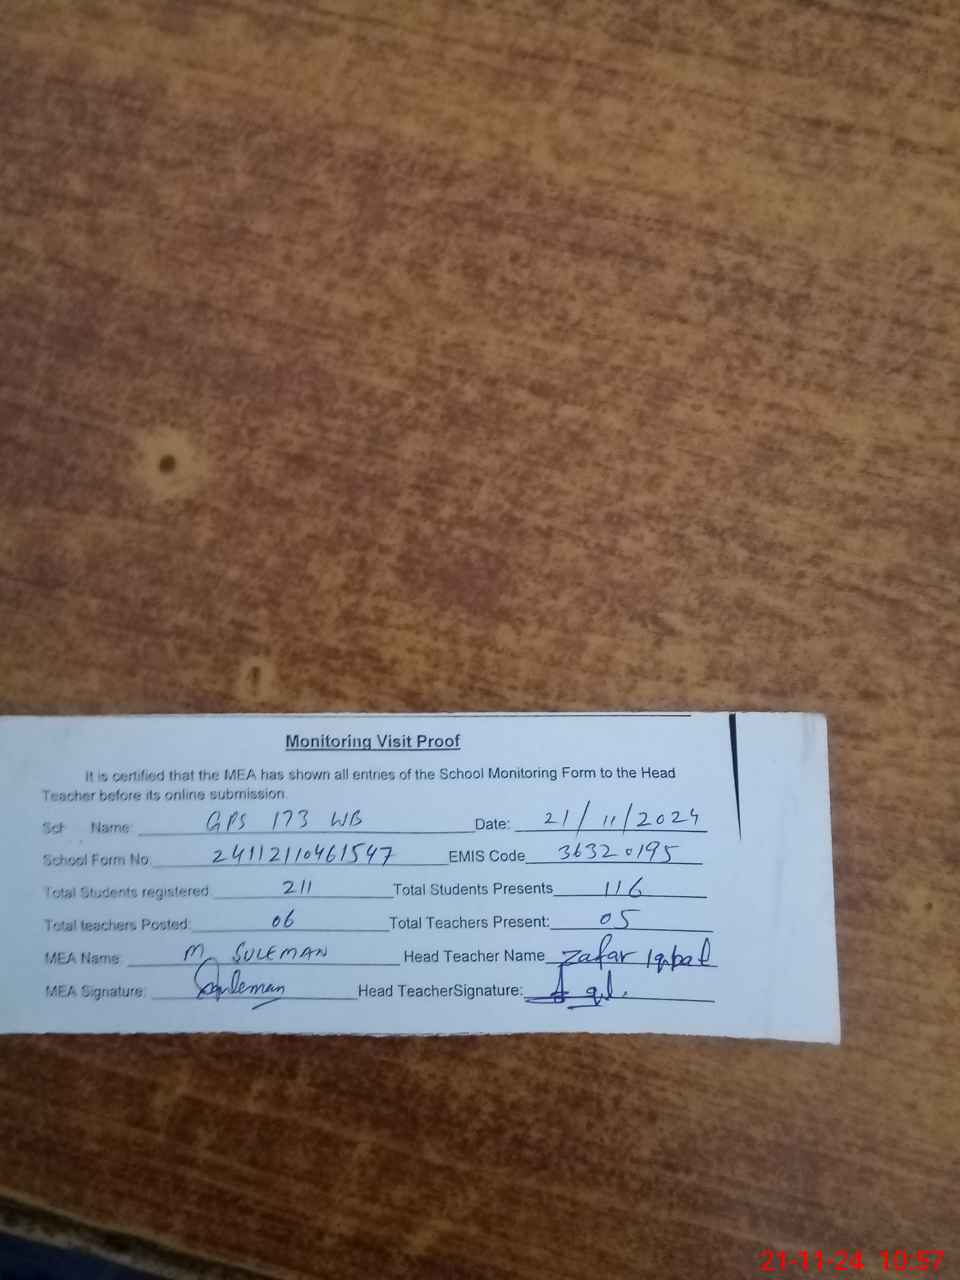 Monitoring Visit Proof
It is certified that the MEA has shown all entries of the School Monitoring Form to the Head
Teacher before its online submission.
Sch Name: GPS 173 WB Date: 21/11/2024
School Form No: 24112110461547 EMIS Code 36320195
Total Students registered: 211 Total Students Presents 116
Total teachers Posted: 06 Total Teachers Present: 05
MEA Name: M. SULEMAN Head Teacher Name Zafar Iqbal
MEA Signature: Suleman Head TeacherSignature:
21-11-24 10:57